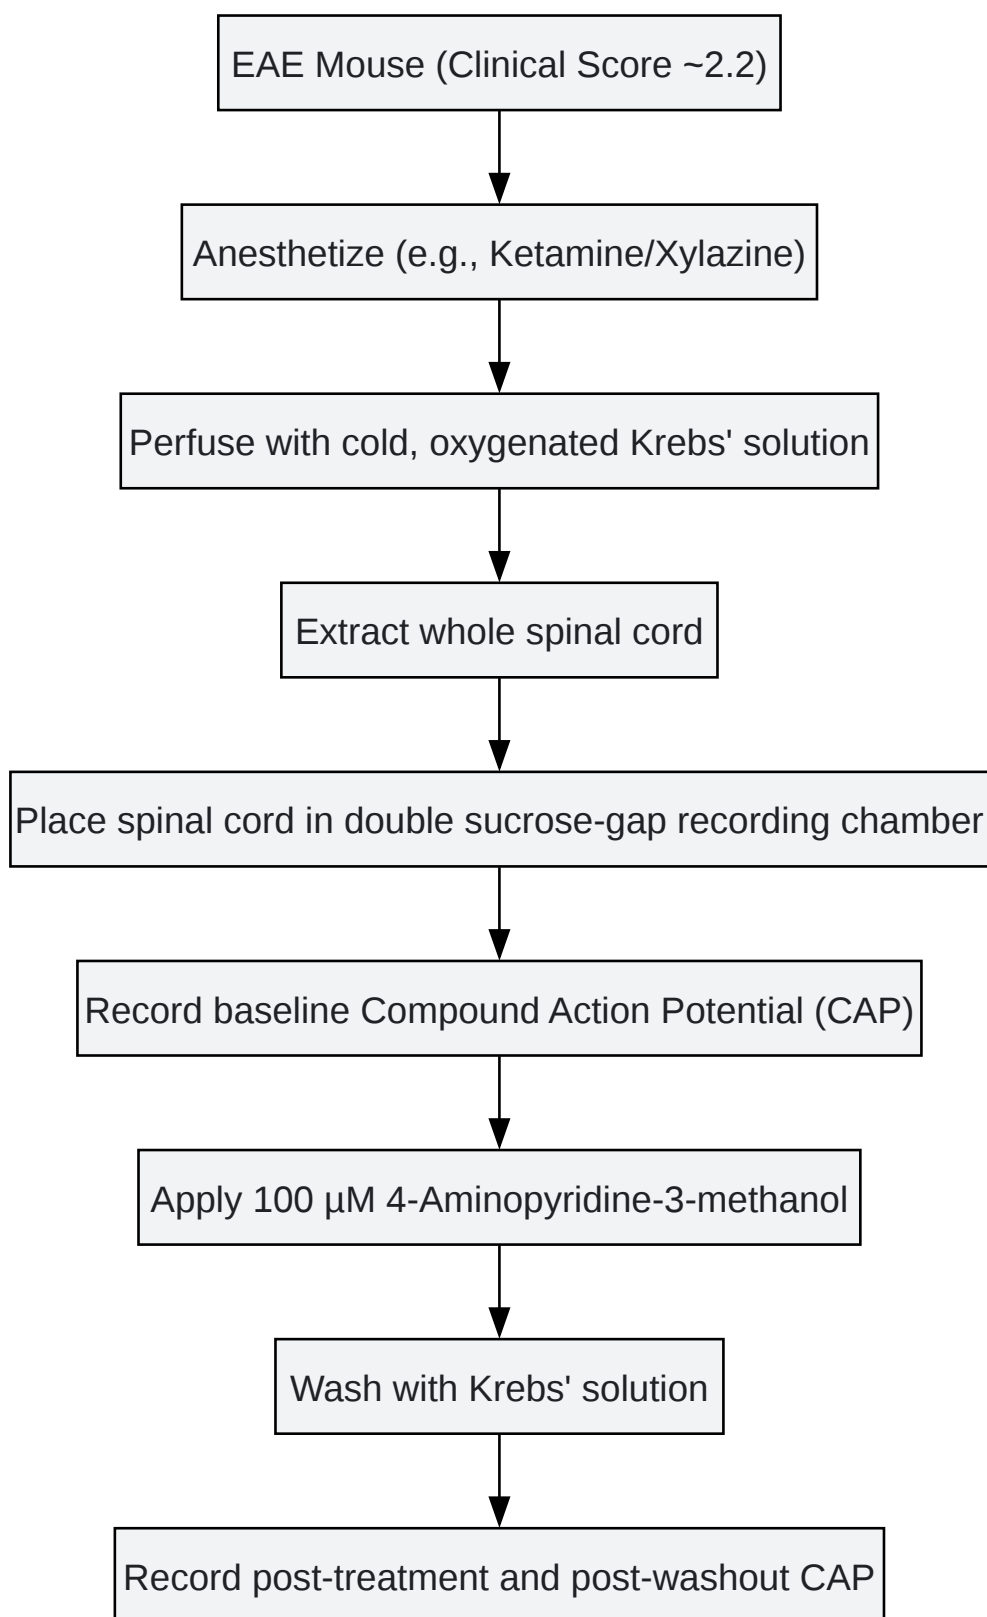 EAE Mouse (Clinical Score ~2.2)
Anesthetize (e.g., Ketamine/Xylazine)
Perfuse with cold, oxygenated Krebs' solution
Extract whole spinal cord
Place spinal cord in double sucrose-gap recording chamber
Record baseline Compound Action Potential (CAP)
Apply 100 µM 4-Aminopyridine-3-methanol
Wash with Krebs' solution
Record post-treatment and post-washout CAP